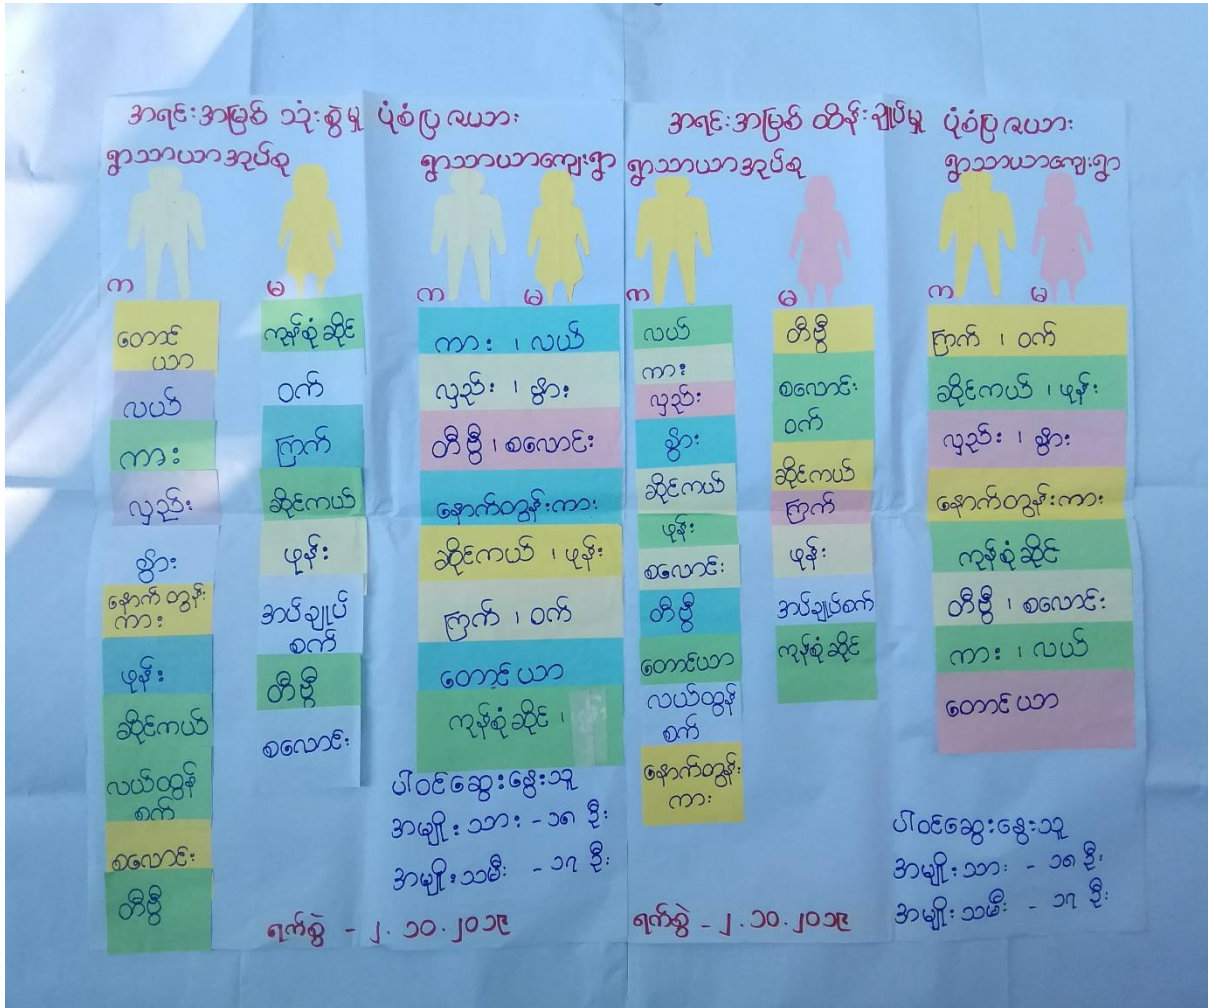 အရင်းအမြစ် သုံးစွဲမှု ပုံစံပြ ဇယား
ရွာသာယာအုပ်စု
ရွာသာယာကျေးရွာ
က
မ
က
မ
တောင်
ယာ
လယ်
ကား
လှည်း
နွား
နောက်တွန်း
ကား
ဖုန်း
ဆိုင်ကယ်
လယ်ထွန်
စက်
စလောင်း
တီဗွီ
ကုန်စုံဆိုင်
ဝက်
ကြက်
ဆိုင်ကယ်
ဖုန်း
အပ်ချုပ်
စက်
တီဗွီ
စလောင်း
ကား ၊ လယ်
လှည်း ၊ နွား
တီဗွီ ၊ စလောင်း
နောက်တွန်းကား
ဆိုင်ကယ် ၊ ဖုန်း
ကြက် ၊ ဝက်
တောင်ယာ
ကုန်စုံဆိုင် ၊
ပါဝင်ဆွေးနွေးသူ
အမျိုးသား - ၁၈ ဦး
အမျိုးသမီး - ၁၇ ဦး
ရက်စွဲ - ၂.၁၀.၂၀၁၉
အရင်းအမြစ် ထိန်းချုပ်မှု ပုံစံပြ ဇယား
ရွာသာယာအုပ်စု
ရွာသာယာကျေးရွာ
က
မ
က
မ
လယ်
ကား
လှည်း
နွား
ဆိုင်ကယ်
ဖုန်း
စလောင်း
တီဗွီ
တောင်ယာ
လယ်ထွန်
စက်
နောက်တွန်း
ကား
တီဗွီ
စလောင်း
ဝက်
ဆိုင်ကယ်
ကြက်
ဖုန်း
အပ်ချုပ်စက်
ကုန်စုံဆိုင်
ကြက် ၊ ဝက်
ဆိုင်ကယ် ၊ ဖုန်း
လှည်း ၊ နွား
နောက်တွန်းကား
ကုန်စုံဆိုင်
တီဗွီ ၊ စလောင်း
ကား ၊ လယ်
တောင်ယာ
ပါဝင်ဆွေးနွေးသူ
အမျိုးသား - ၁၈ ဦး
အမျိုးသမီး - ၁၇ ဦး
ရက်စွဲ - ၂.၁၀.၂၀၁၉